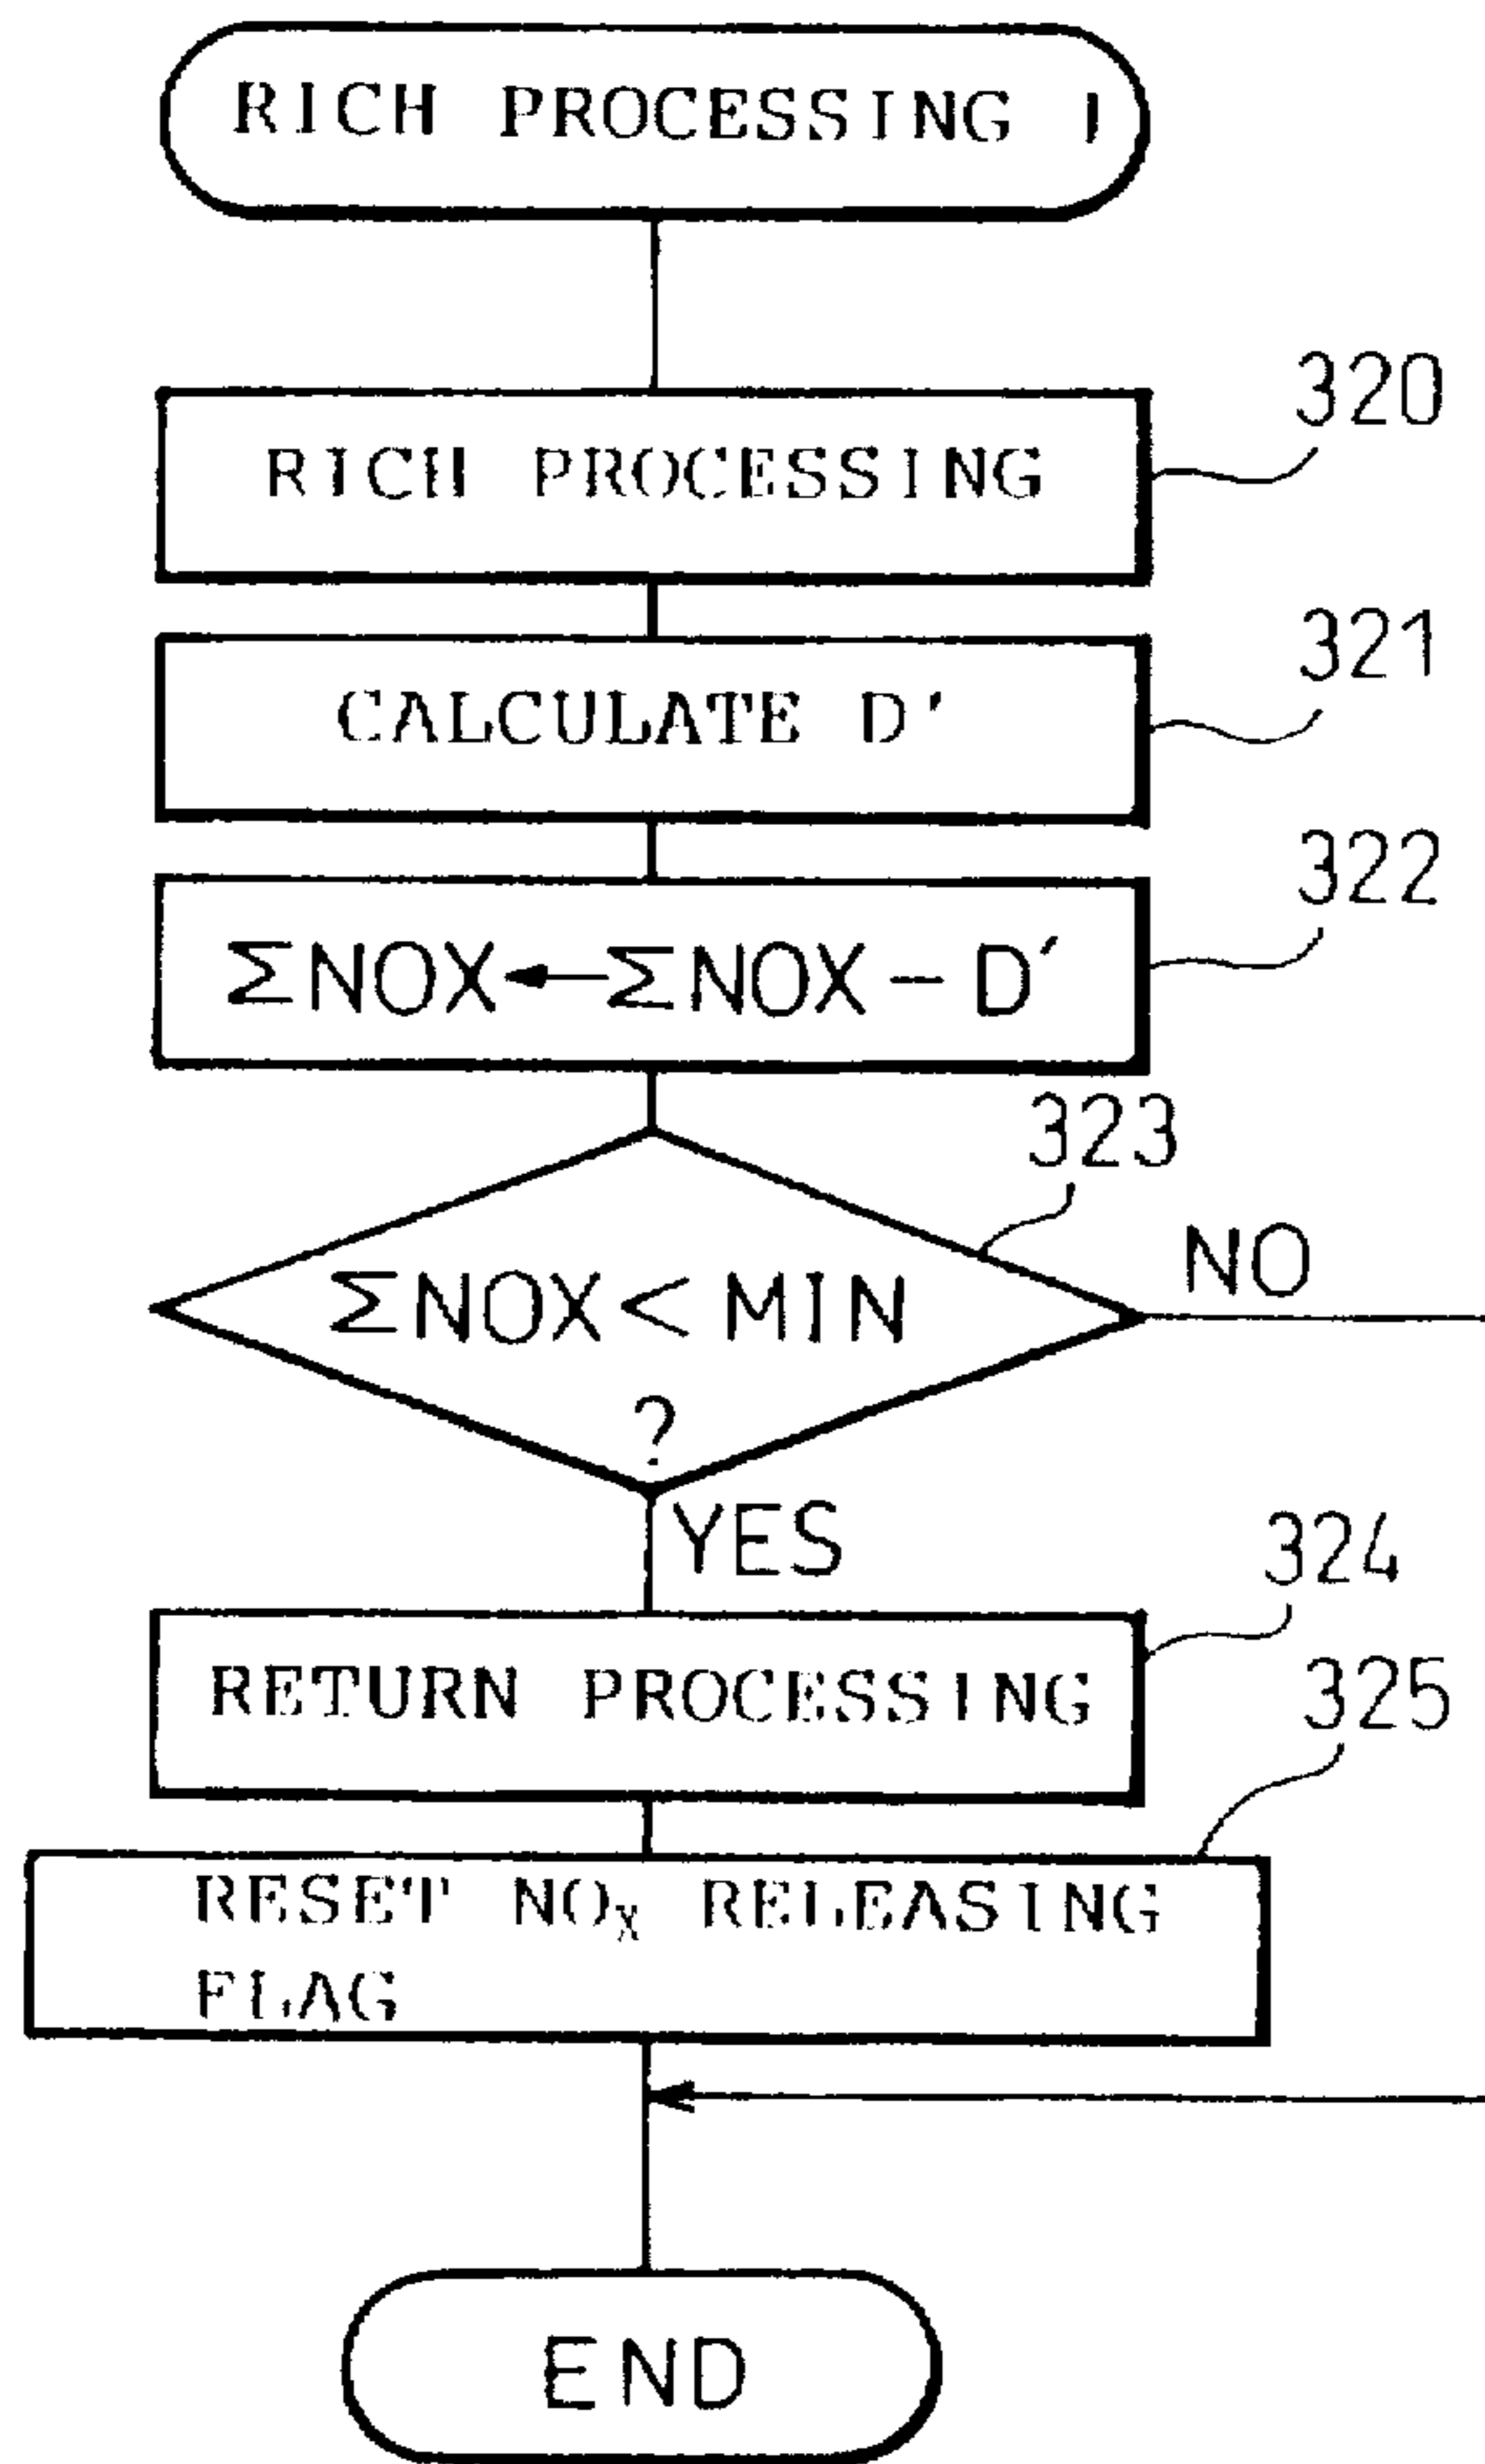 RICH PROCESSING I
320
RICH PROCESSING
321
CALCULATE D'
322
ΣNOX←ΣNOX－D′
323
ΣNOX<MIN
?
NO
YES
324
RETURN PROCESSING
325
RESET NOₓ RELEASING
FLAG
END